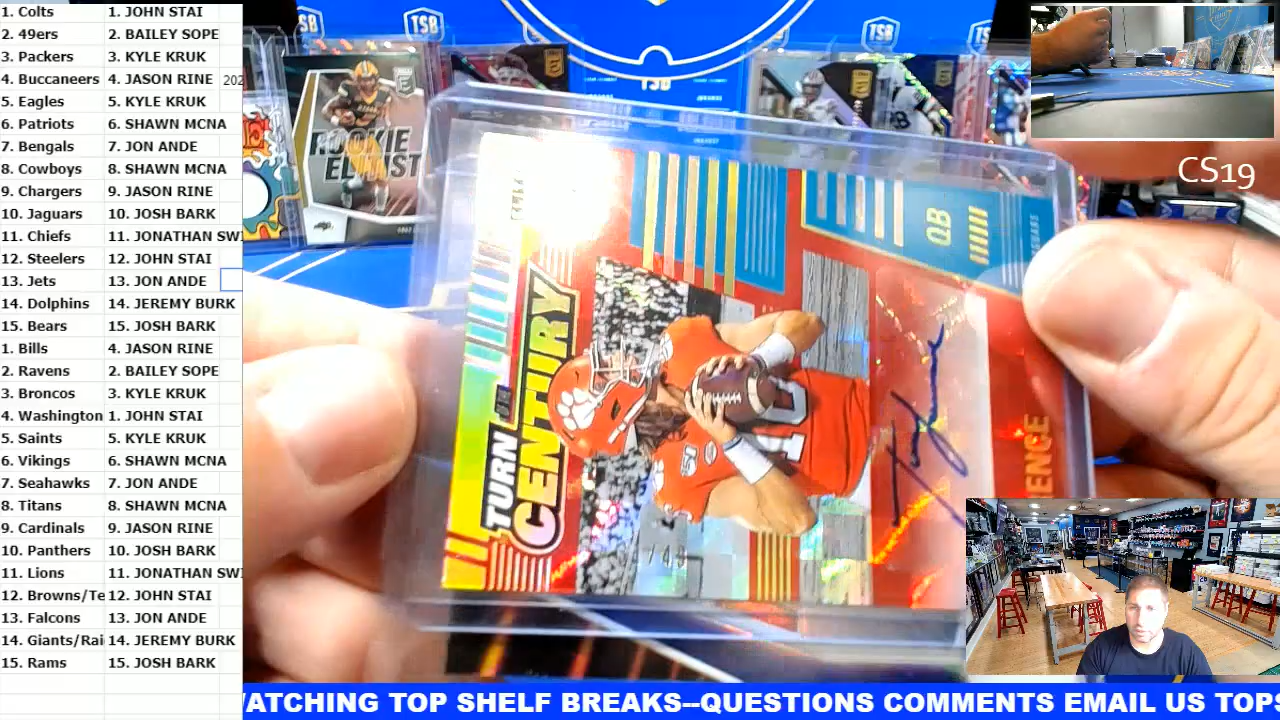 1. Colts 1. JOHN STAI
2. 49ers 2. BAILEY SOPE
3. Packers 3. KYLE KRUK
4. Buccaneers 4. JASON RINE 202
5. Eagles 5. KYLE KRUK
6. Patriots 6. SHAWN MCNA
7. Bengals 7. JON ANDE
8. Cowboys 8. SHAWN MCNA
9. Chargers 9. JASON RINE
10. Jaguars 10. JOSH BARK
11. Chiefs 11. JONATHAN SWI
12. Steelers 12. JOHN STAI
13. Jets 13. JON ANDE
14. Dolphins 14. JEREMY BURK
15. Bears 15. JOSH BARK
1. Bills 4. JASON RINE
2. Ravens 2. BAILEY SOPE
3. Broncos 3. KYLE KRUK
4. Washington 1. JOHN STAI
5. Saints 5. KYLE KRUK
6. Vikings 6. SHAWN MCNA
7. Seahawks 7. JON ANDE
8. Titans 8. SHAWN MCNA
9. Cardinals 9. JASON RINE
10. Panthers 10. JOSH BARK
11. Lions 11. JONATHAN SWI
12. Browns/Te 12. JOHN STAI
13. Falcons 13. JON ANDE
14. Giants/Rai 14. JEREMY BURK
15. Rams 15. JOSH BARK
TSB
TSB
TSB
ROOKIE
ELITIST
CS19
TURN
CENTURY
QB
ENCE
ATCHING TOP SHELF BREAKS--QUESTIONS COMMENTS EMAIL US TOPS